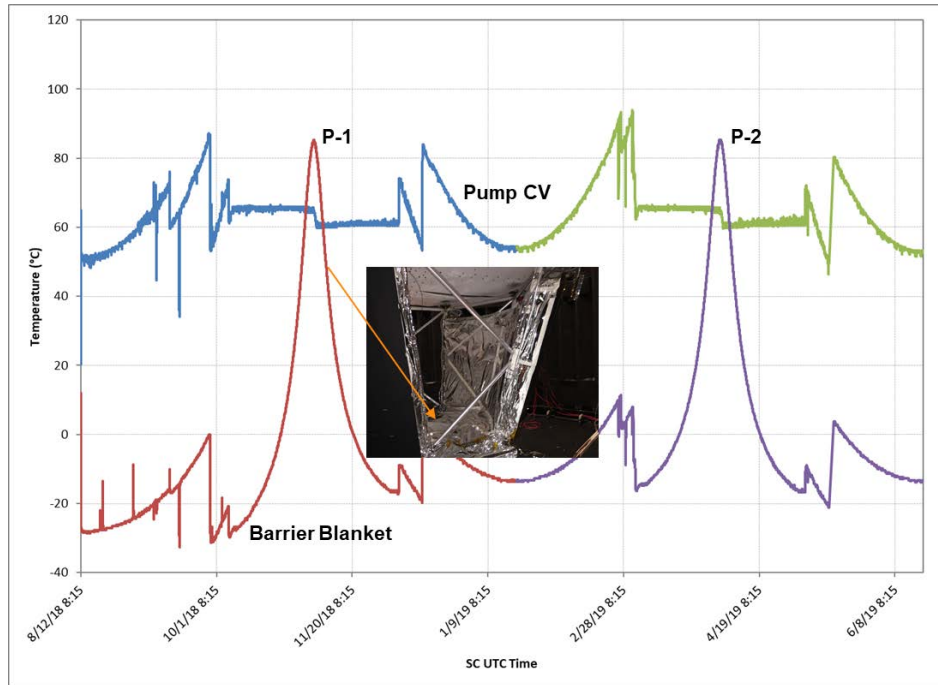 120
100
80
60
40
20
0
-20
-40
Temperature (°C)
P-1
P-2
Pump CV
Barrier Blanket
8/12/18 8:15
10/1/18 8:15
11/20/18 8:15
1/9/19 8:15
2/28/19 8:15
4/19/19 8:15
6/8/19 8:15
SC UTC Time